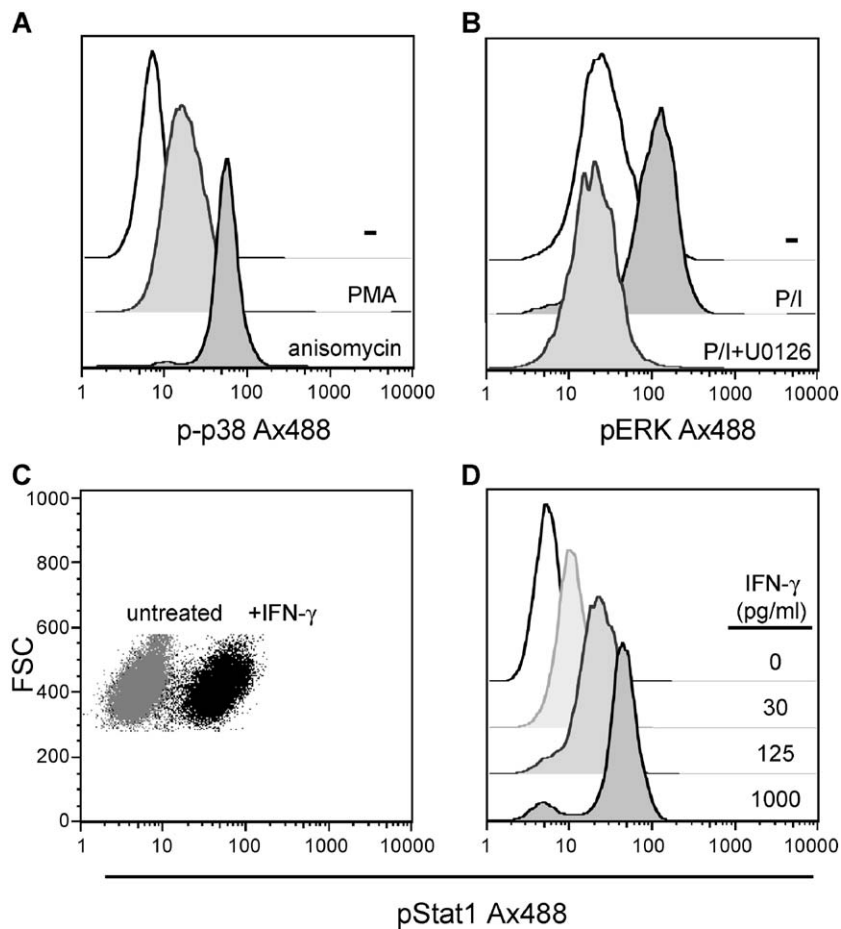 A
-
PMA
anisomycin
1 10 100 1000 10000
p-p38 Ax488
B
-
P/I
P/I+U0126
1 10 100 1000 10000
pERK Ax488
C
1000
800
600
400
200
0
FSC
untreated +IFN-γ
1 10 100 1000 10000
D
IFN-γ
(pg/ml)
0
30
125
1000
1 10 100 1000 10000
pStat1 Ax488